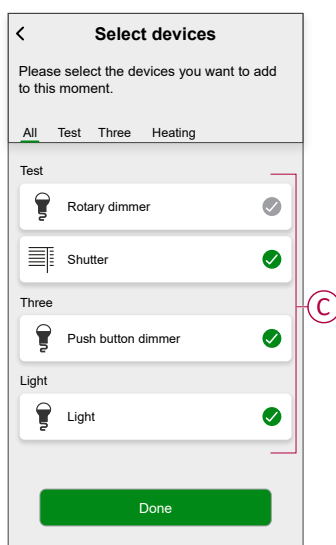 Select devices
Please select the devices you want to add
to this moment.
All Test Three Heating
Test
Rotary dimmer
Shutter
Three
Push button dimmer
Light
Light
Done
C